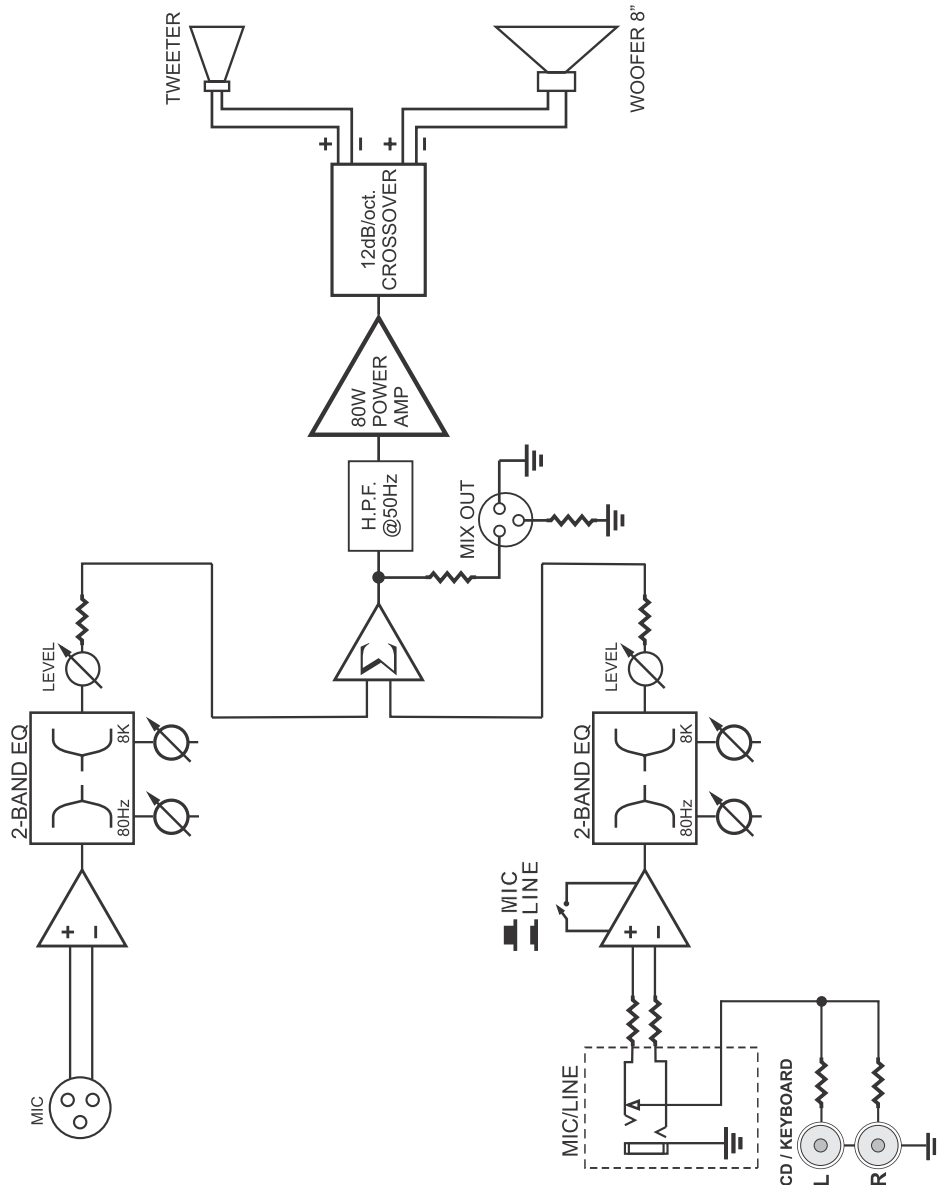 MIC
+
−
2-BAND EQ
80Hz
8K
LEVEL
MIC/LINE
CD / KEYBOARD
L
R
MIC
LINE
+
−
2-BAND EQ
80Hz
8K
LEVEL
MIX OUT
H.P.F.
@50Hz
80W
POWER
AMP
12dB/oct.
CROSSOVER
+
−
+
−
TWEETER
WOOFER 8”